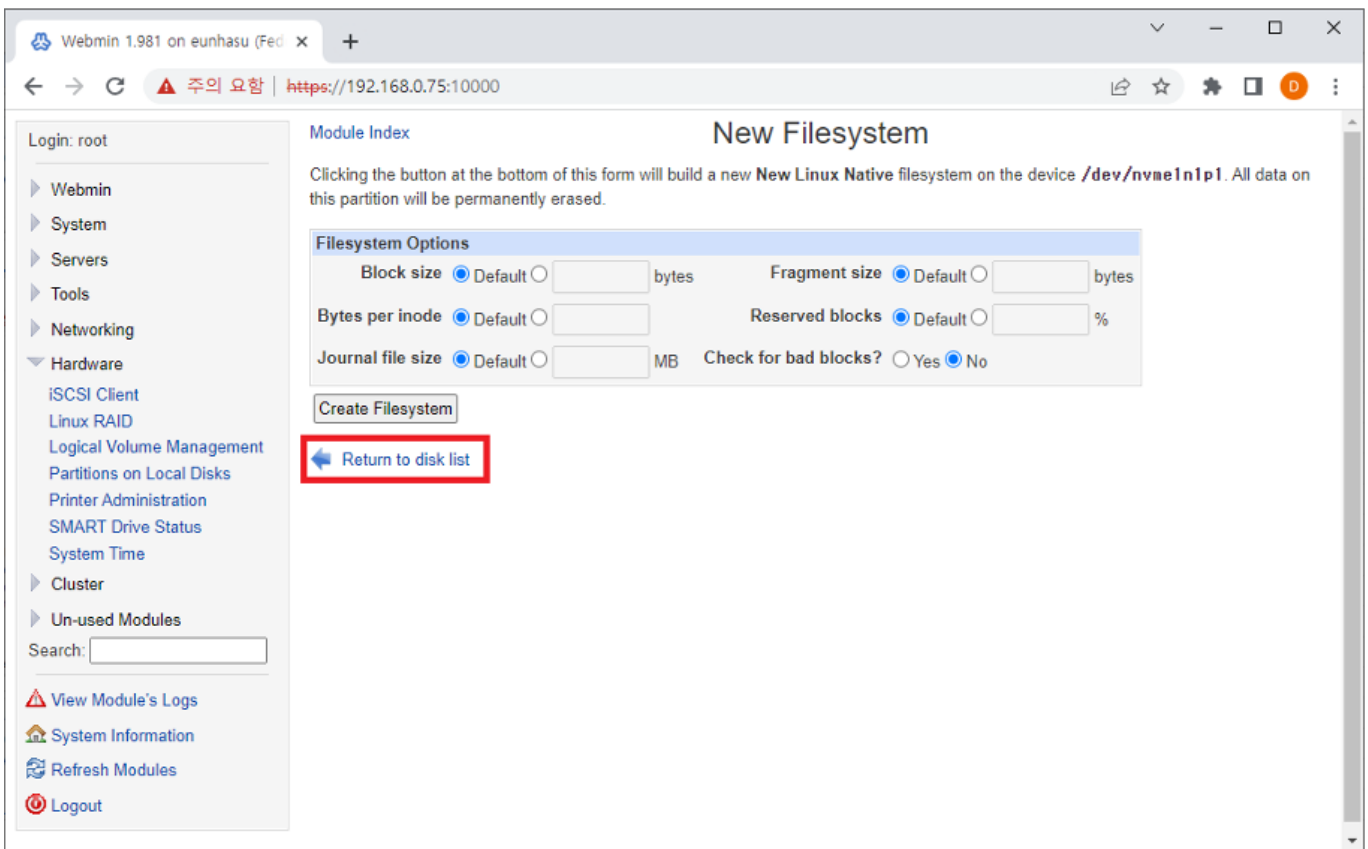 Webmin 1.981 on eunhasu (Fed
주의 요함
https://192.168.0.75:10000
D
Login: root
Webmin
System
Servers
Tools
Networking
Hardware
iSCSI Client
Linux RAID
Logical Volume Management
Partitions on Local Disks
Printer Administration
SMART Drive Status
System Time
Cluster
Un-used Modules
Search:
View Module's Logs
System Information
Refresh Modules
Logout
Module Index
New Filesystem
Clicking the button at the bottom of this form will build a new New Linux Native filesystem on the device /dev/nvme1n1p1. All data on
this partition will be permanently erased.
Filesystem Options
Block size Default bytes Fragment size Default bytes
Bytes per inode Default Reserved blocks Default %
Journal file size Default MB Check for bad blocks? Yes No
Create Filesystem
Return to disk list